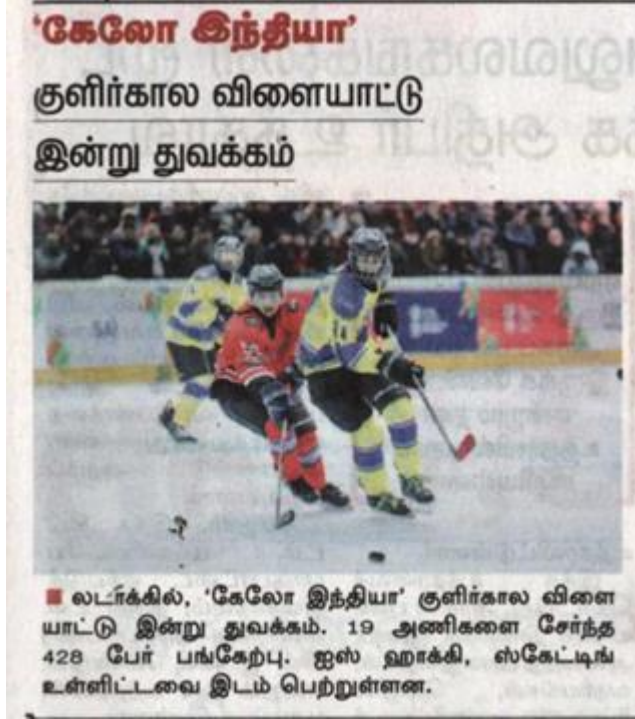 'கேலோ இந்தியா'
குளிர்கால விளையாட்டு
இன்று துவக்கம்
■ லடாக்கில், 'கேலோ இந்தியா' குளிர்கால விளை
யாட்டு இன்று துவக்கம். 19 அணிகளை சேர்ந்த
428 பேர் பங்கேற்பு. ஐஸ் ஹாக்கி, ஸ்கேட்டிங்
உள்ளிட்டவை இடம் பெற்றுள்ளன.